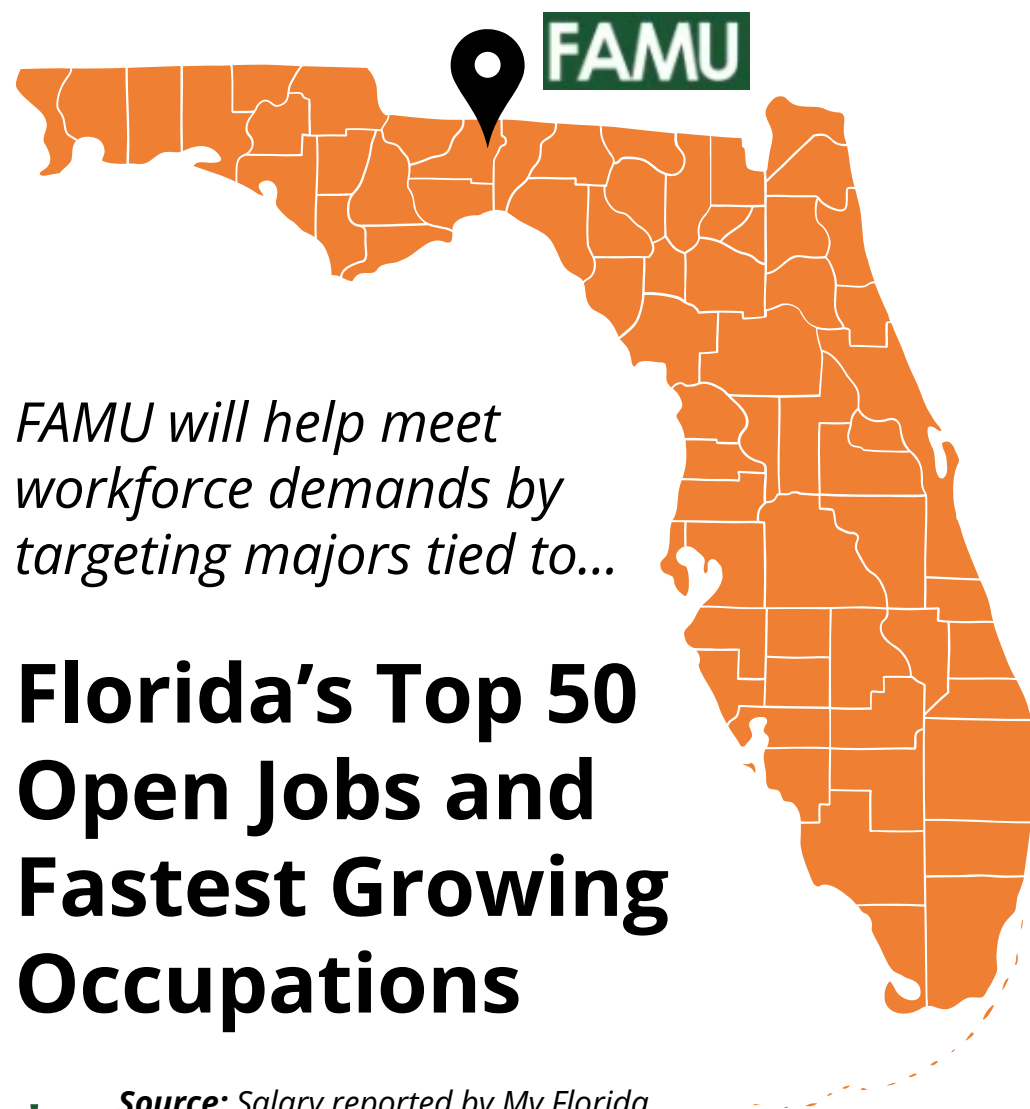 FAMU
FAMU will help meet
workforce demands by
targeting majors tied to...
Florida's Top 50
Open Jobs and
Fastest Growing
Occupations
Source: Salary reported by My Florida